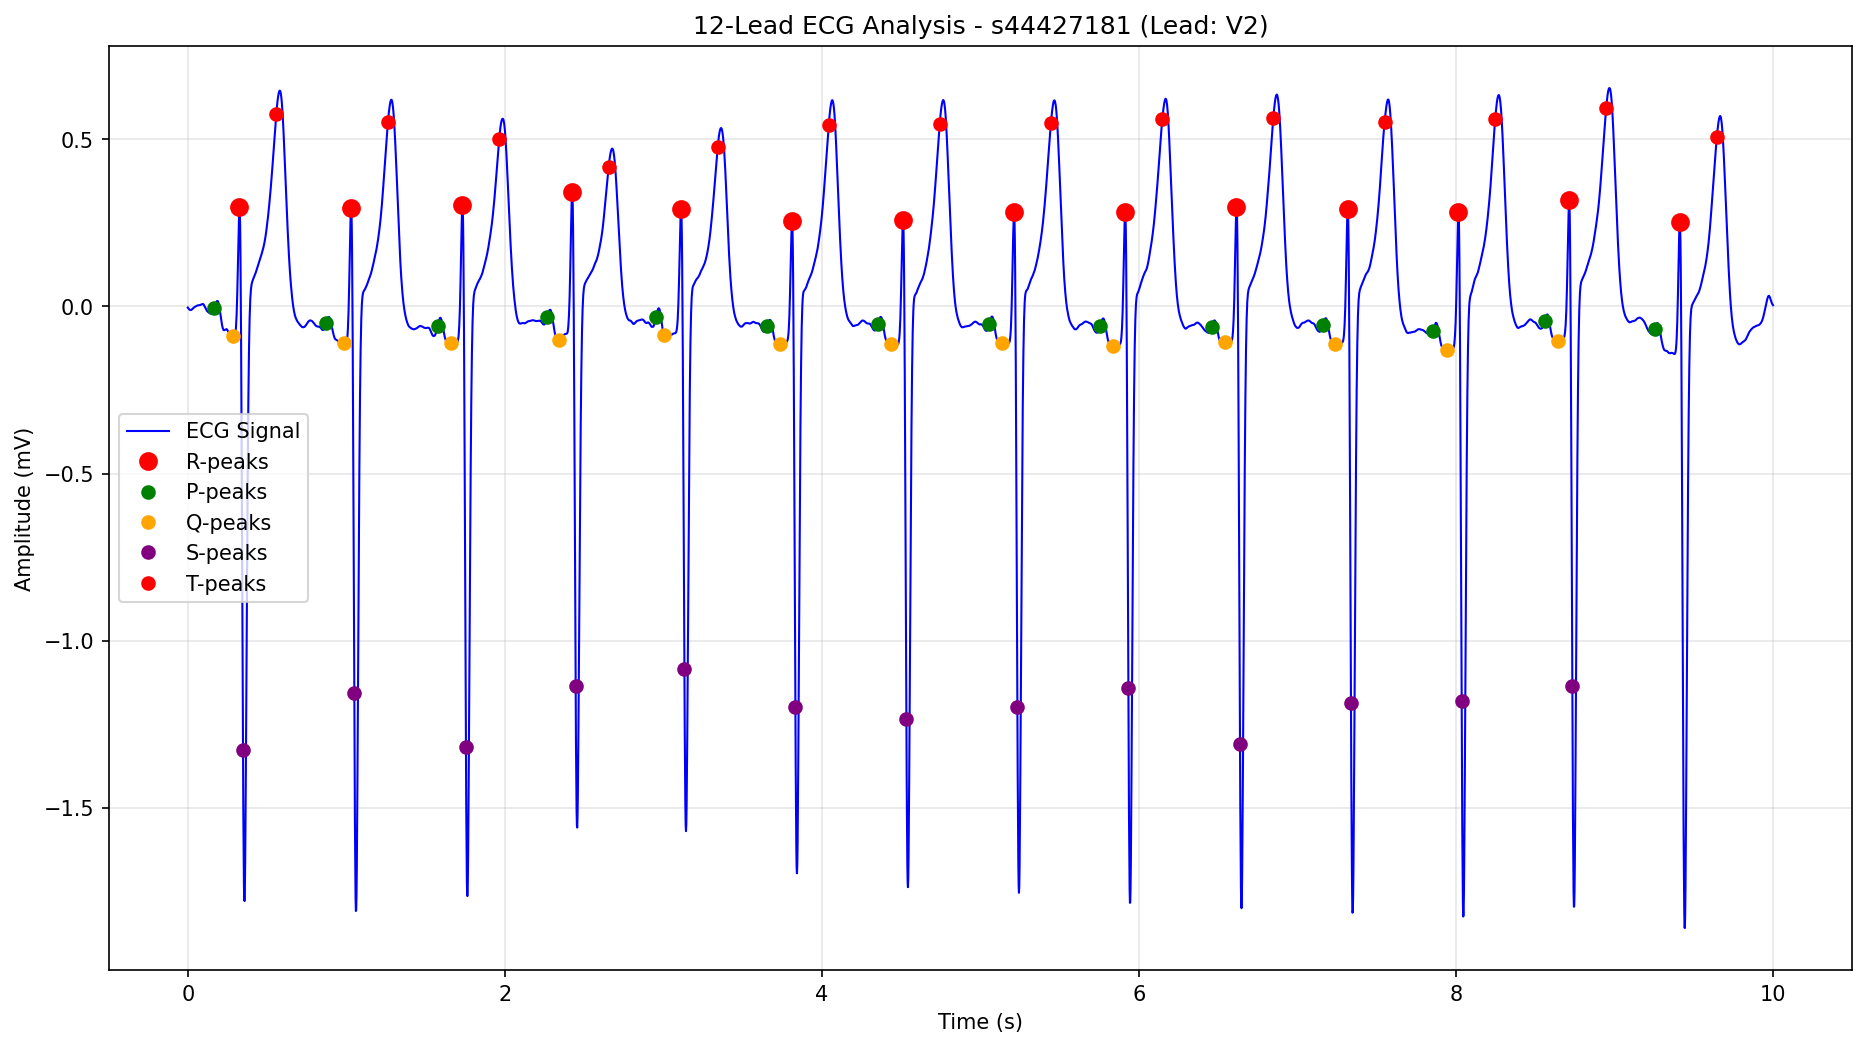 12-Lead ECG Analysis - s44427181 (Lead: V2)
Amplitude (mV)
0.5
0.0
−0.5
−1.0
−1.5
ECG Signal
R-peaks
P-peaks
Q-peaks
S-peaks
T-peaks
0 2 4 6 8 10
Time (s)